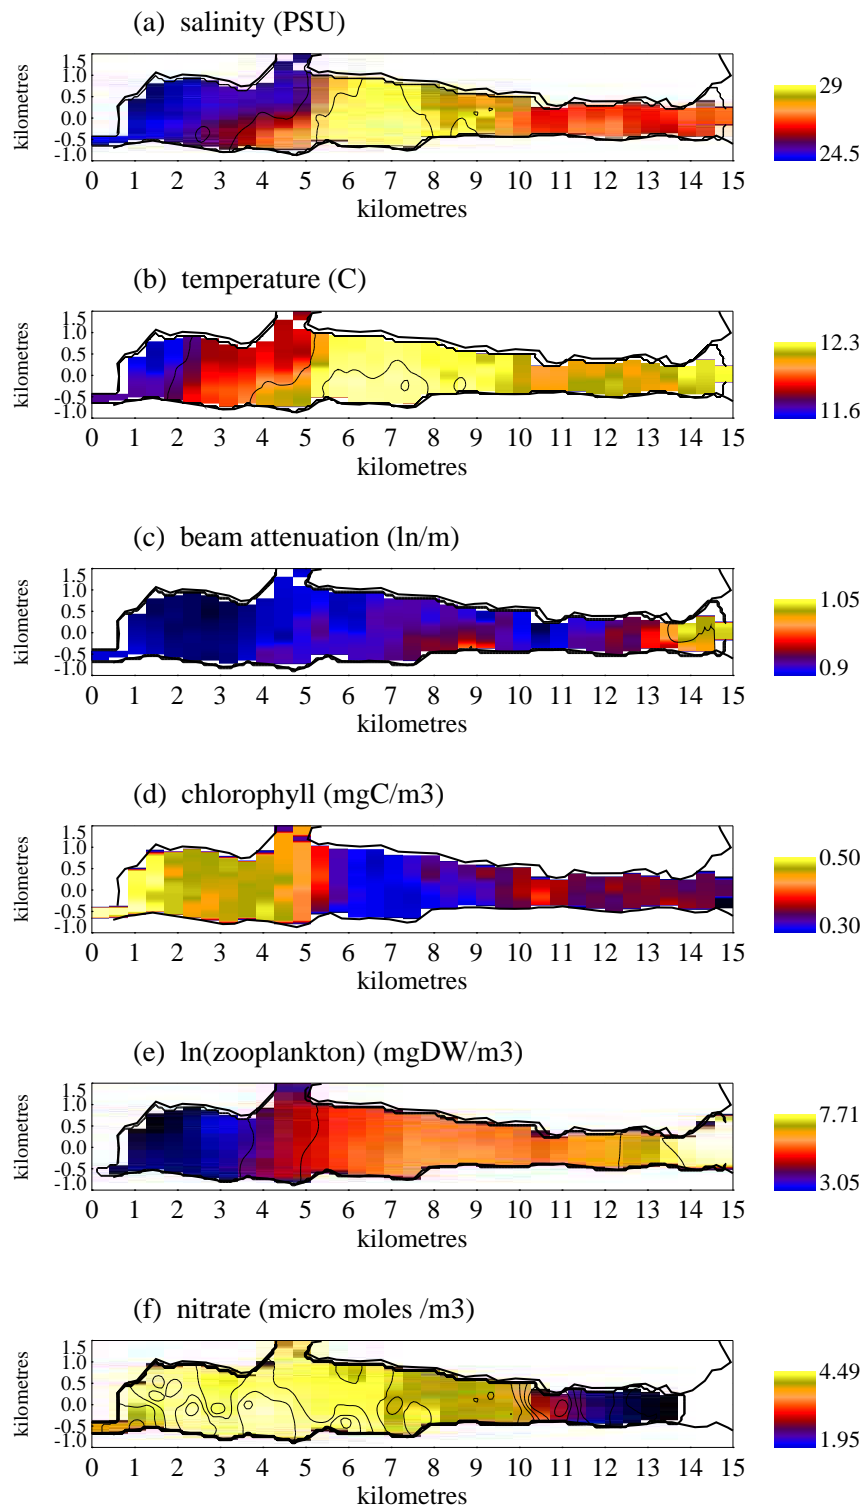 (a) salinity (PSU)
kilometres
1.5
1.0
0.5
0.0
-0.5
-1.0
0 1 2 3 4 5 6 7 8 9 10 11 12 13 14 15
kilometres
29
24.5
(b) temperature (C)
kilometres
1.5
1.0
0.5
0.0
-0.5
-1.0
0 1 2 3 4 5 6 7 8 9 10 11 12 13 14 15
kilometres
12.3
11.6
(c) beam attenuation (ln/m)
kilometres
1.5
1.0
0.5
0.0
-0.5
-1.0
0 1 2 3 4 5 6 7 8 9 10 11 12 13 14 15
kilometres
1.05
0.9
(d) chlorophyll (mgC/m3)
kilometres
1.5
1.0
0.5
0.0
-0.5
-1.0
0 1 2 3 4 5 6 7 8 9 10 11 12 13 14 15
kilometres
0.50
0.30
(e) ln(zooplankton) (mgDW/m3)
kilometres
1.5
1.0
0.5
0.0
-0.5
-1.0
0 1 2 3 4 5 6 7 8 9 10 11 12 13 14 15
kilometres
7.71
3.05
(f) nitrate (micro moles /m3)
kilometres
1.5
1.0
0.5
0.0
-0.5
-1.0
0 1 2 3 4 5 6 7 8 9 10 11 12 13 14 15
kilometres
4.49
1.95